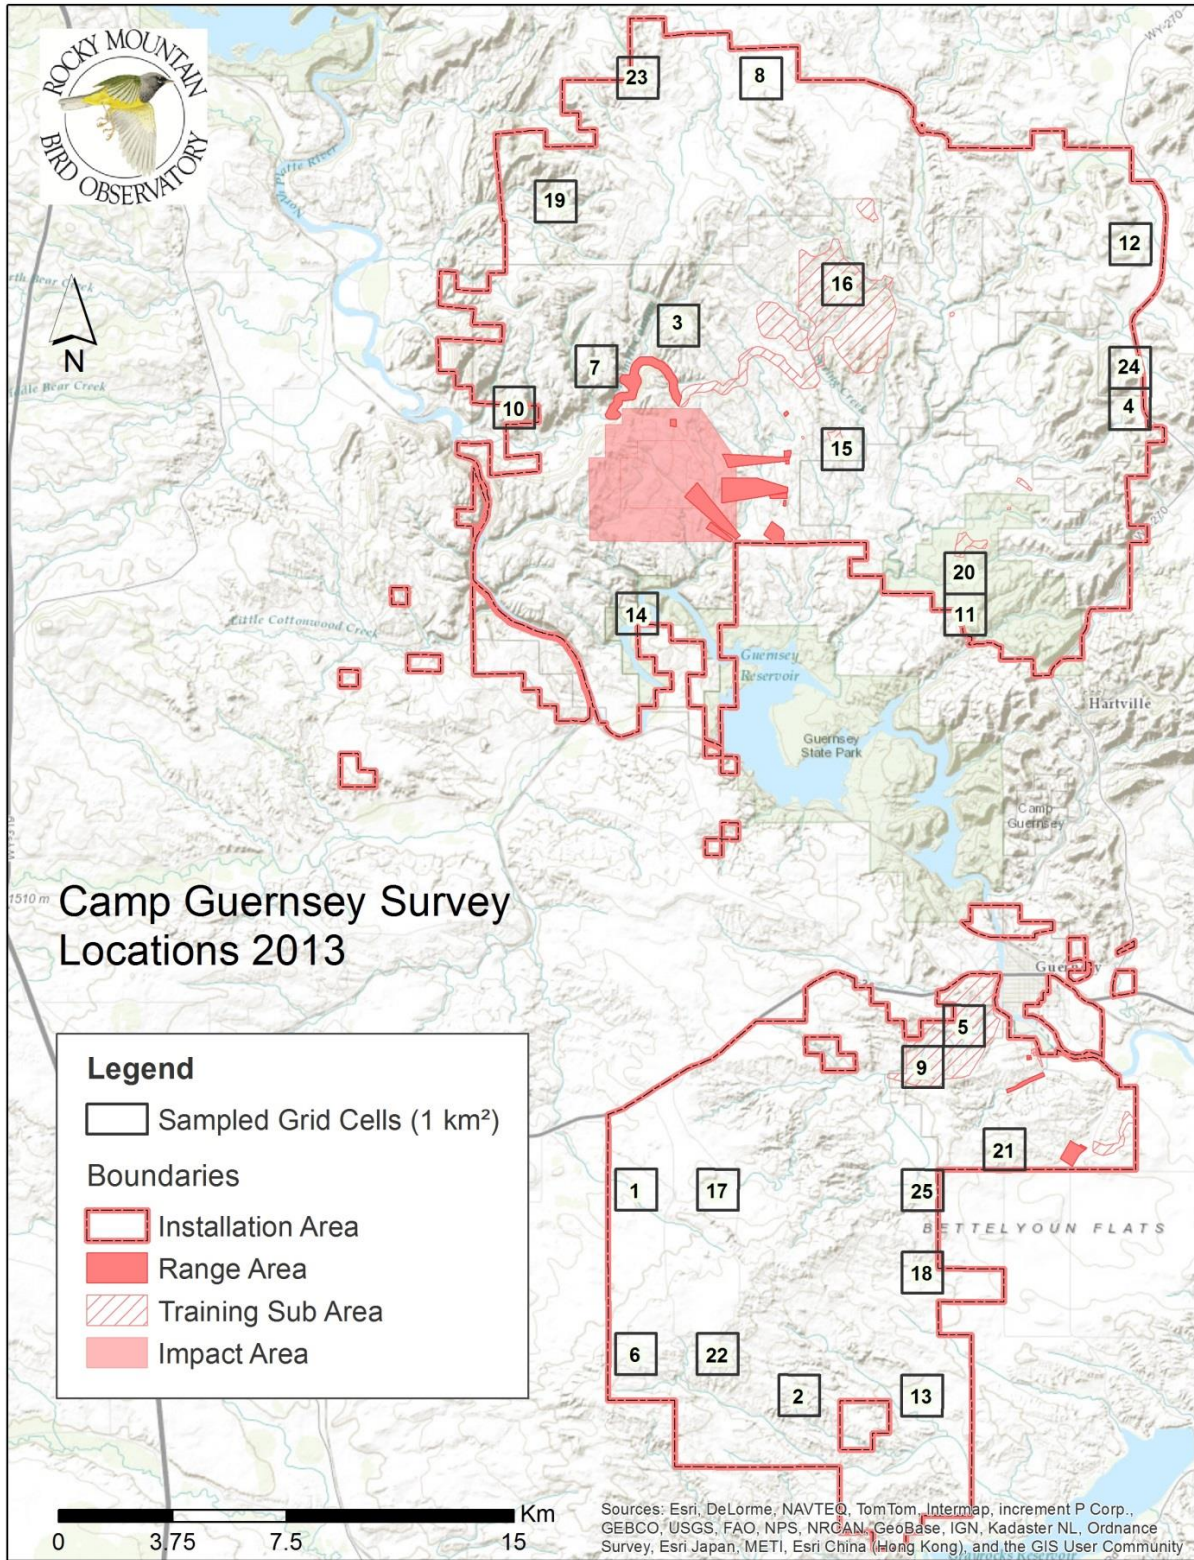 ROCKY MOUNTAIN
BIRD OBSERVATORY
WY-270
North Platte River
23
8
19
12
16
3
N
7
24
10
4
15
20
14
11
Little Cottonwood Creek
Guernsey
Reservoir
Hartville
Guernsey
State Park
Camp
Guernsey
1510 m
Camp Guernsey Survey
Locations 2013
5
9
21
1
17
25
BETTELYOUN FLATS
18
6
22
2
13
Legend
Sampled Grid Cells (1 km²)
Boundaries
Installation Area
Range Area
Training Sub Area
Impact Area
Km
0
3.75
7.5
15
Sources: Esri, DeLorme, NAVTEQ, TomTom, Intermap, increment P Corp.,
GEBCO, USGS, FAO, NPS, NRCAN, GeoBase, IGN, Kadaster NL, Ordnance
Survey, Esri Japan, METI, Esri China (Hong Kong), and the GIS User Community